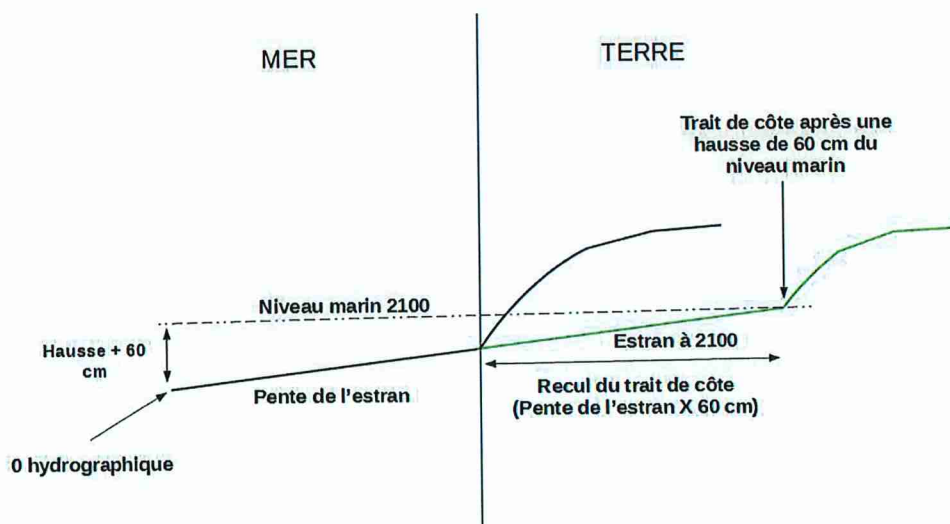 MER
TERRE
Trait de côte après une
hausse de 60 cm du
niveau marin
Niveau marin 2100
Hausse + 60
cm
Estran à 2100
Pente de l'estran
Recul du trait de côte
(Pente de l'estran X 60 cm)
0 hydrographique